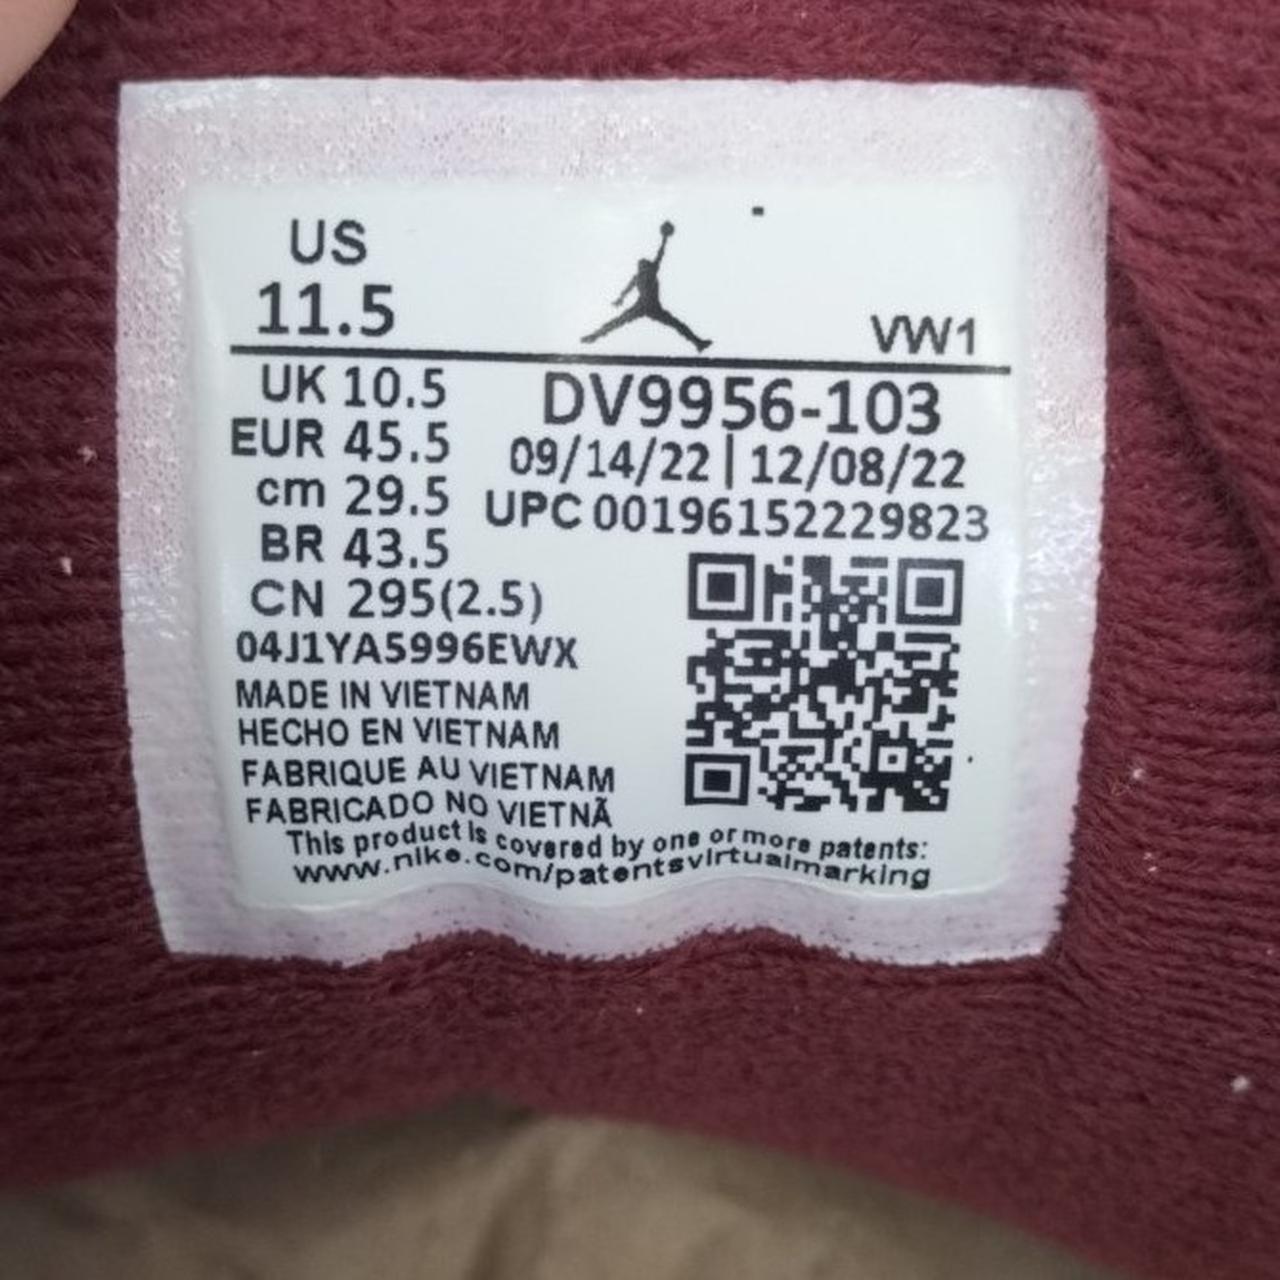 US
11.5
VW1
UK 10.5
EUR 45.5
cm 29.5
BR 43.5
CN 295(2.5)
DV9956-103
09/14/22 | 12/08/22
UPC 00196152229823
04J1YA5996EWX
MADE IN VIETNAM
HECHO EN VIETNAM
FABRIQUE AU VIETNAM
FABRICADO NO VIETNÃ
This product is covered by one or more patents:
www.nike.com/patentsvirtualmarking